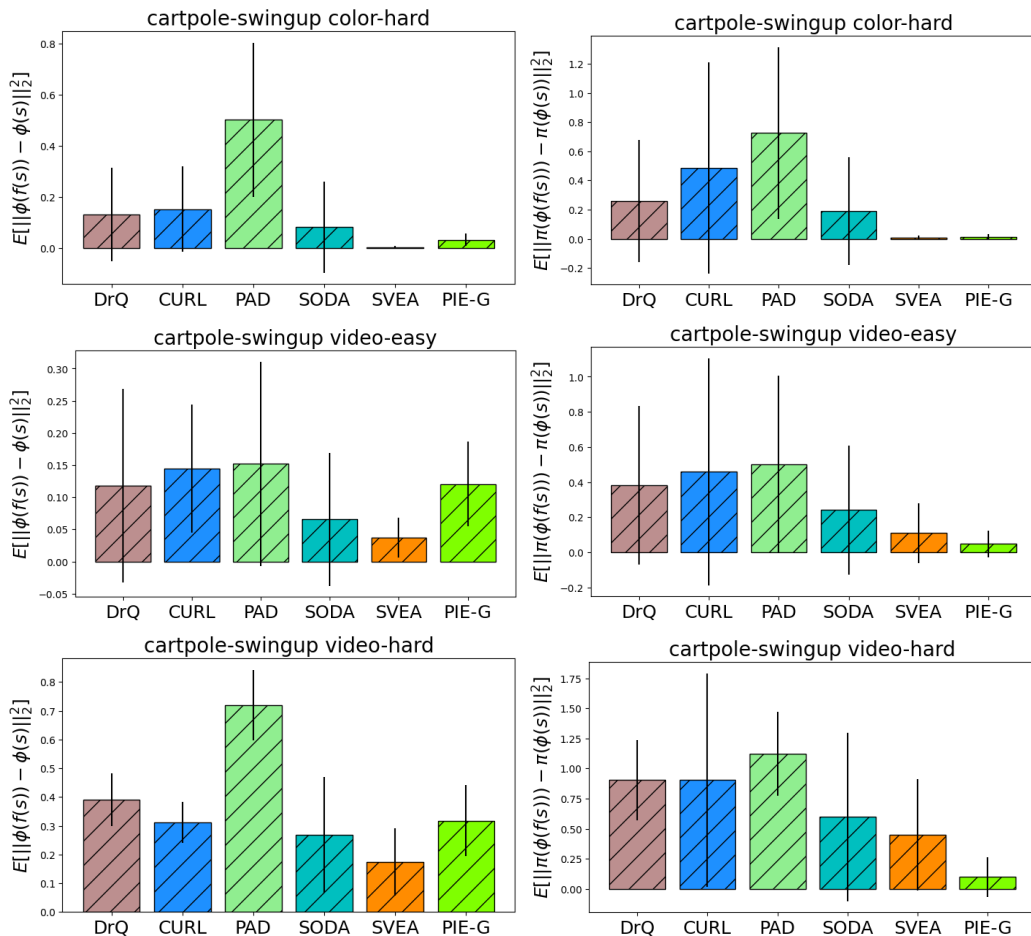 cartpole-swingup color-hard
E[||ϕ(f(s)) − ϕ(s)||²₂]
0.8
0.6
0.4
0.2
0.0
DrQ CURL PAD SODA SVEA PIE-G
cartpole-swingup color-hard
E[||π(ϕ(f(s))) − π(ϕ(s))||²₂]
1.2
1.0
0.8
0.6
0.4
0.2
0.0
−0.2
DrQ CURL PAD SODA SVEA PIE-G
cartpole-swingup video-easy
E[||ϕ(f(s)) − ϕ(s)||²₂]
0.30
0.25
0.20
0.15
0.10
0.05
0.00
−0.05
DrQ CURL PAD SODA SVEA PIE-G
cartpole-swingup video-easy
E[||π(ϕ(f(s))) − π(ϕ(s))||²₂]
1.0
0.8
0.6
0.4
0.2
0.0
−0.2
DrQ CURL PAD SODA SVEA PIE-G
cartpole-swingup video-hard
E[||ϕ(f(s)) − ϕ(s)||²₂]
0.8
0.7
0.6
0.5
0.4
0.3
0.2
0.1
0.0
DrQ CURL PAD SODA SVEA PIE-G
cartpole-swingup video-hard
E[||π(ϕ(f(s))) − π(ϕ(s))||²₂]
1.75
1.50
1.25
1.00
0.75
0.50
0.25
0.00
DrQ CURL PAD SODA SVEA PIE-G